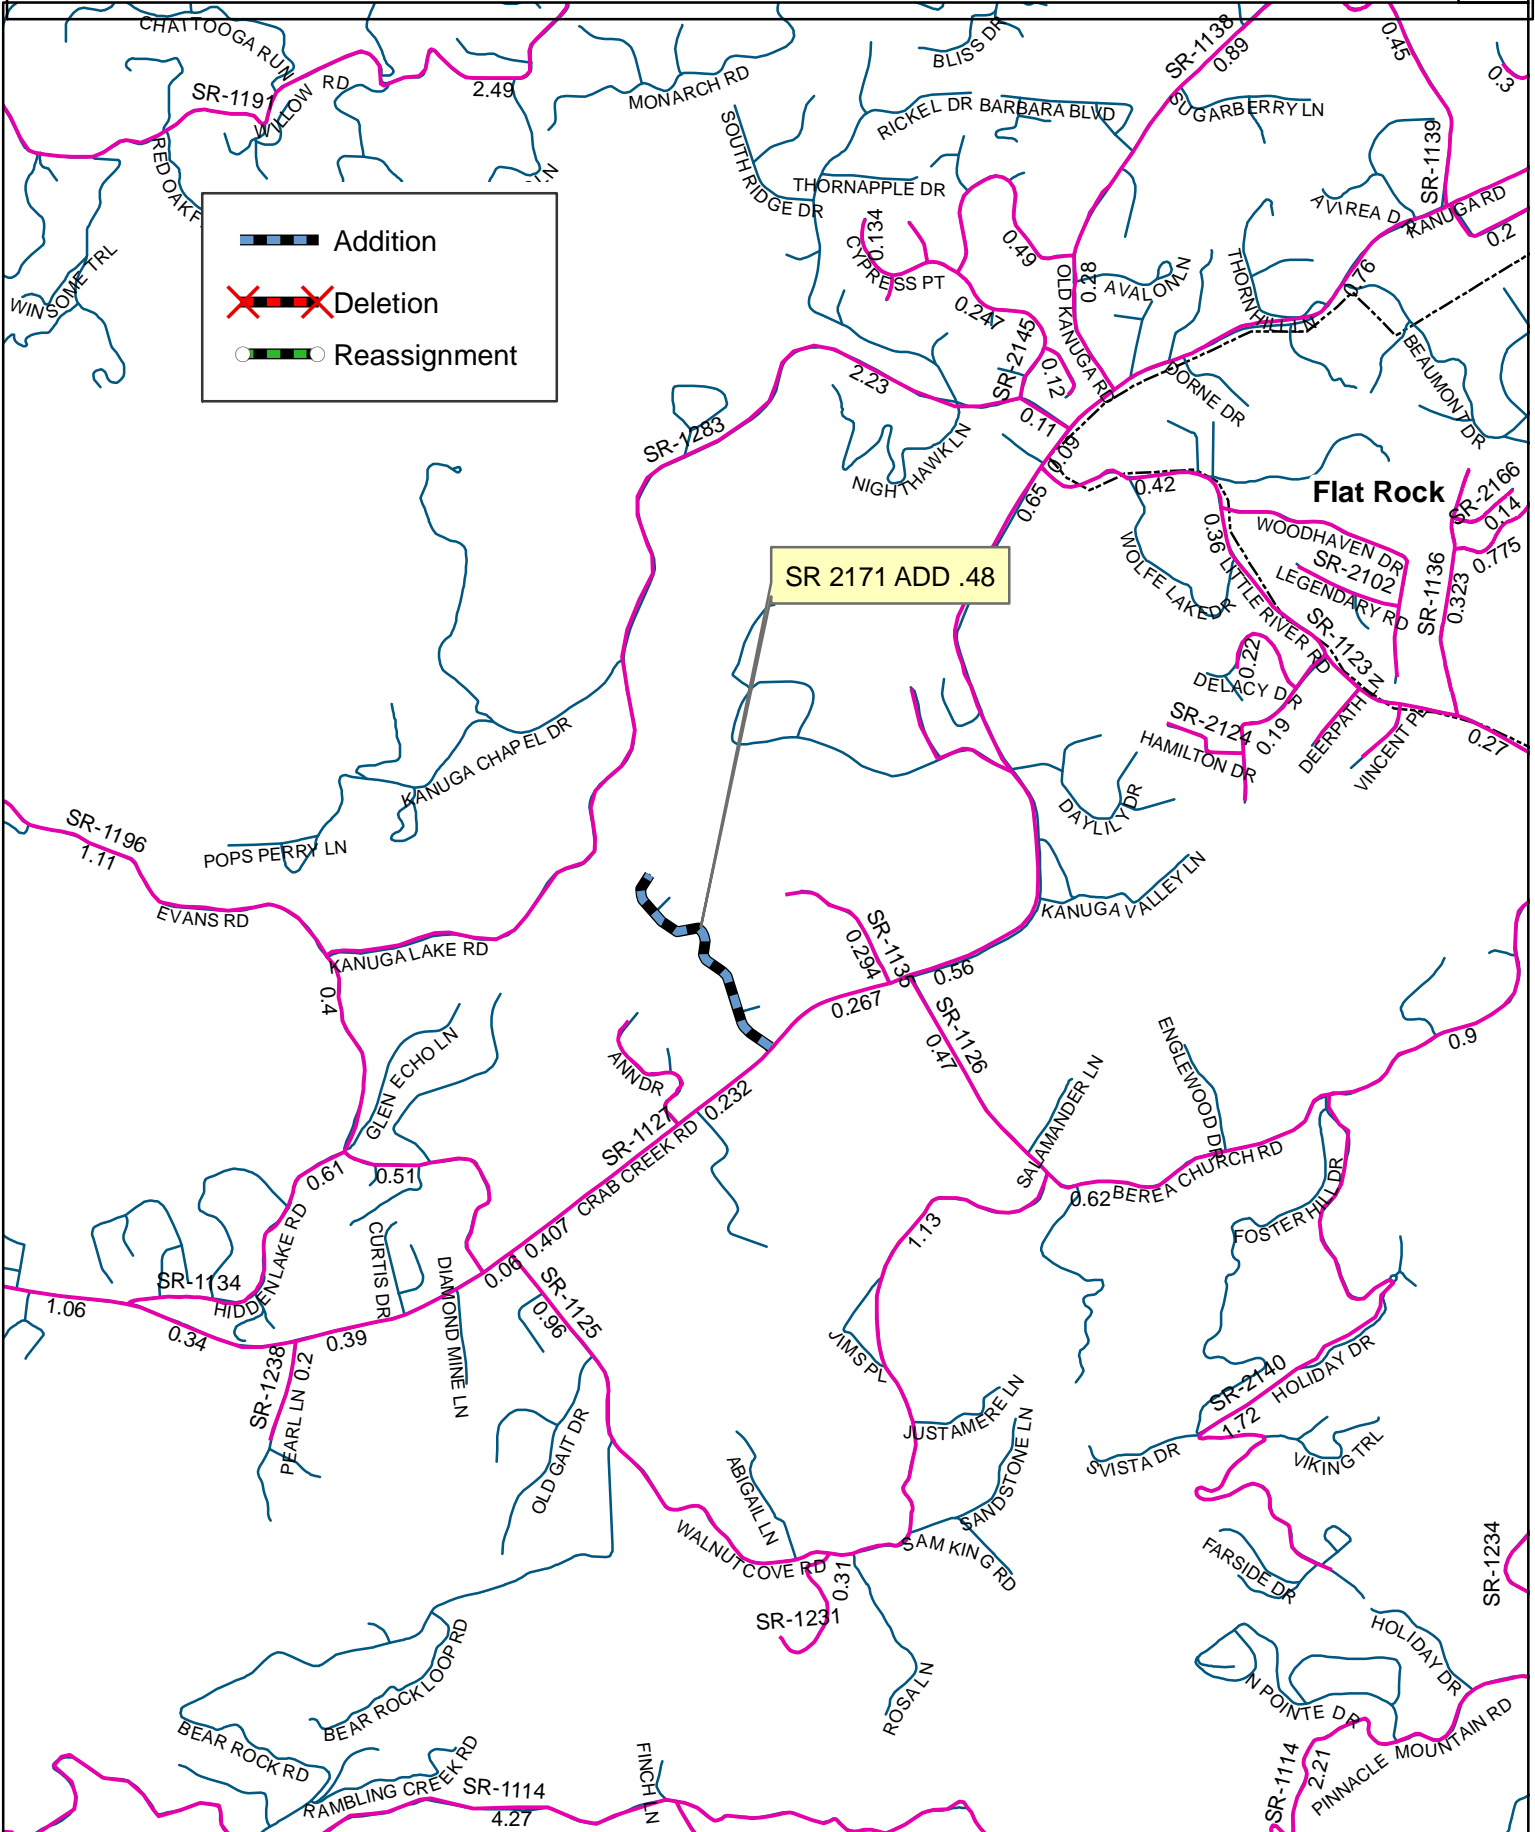 CHATTOOGA RUN
SR-1191
WILLOW RD
2.49
MONARCH RD
BLISS DR
SR-1138
0.89
0.45
0.3
RED OAK
LN
SOUTH RIDGE DR
RICKEL DR
BARBARA BLVD
SUGARBERRY LN
SR-1139
THORNAPPLE DR
AVIREA DR
KANUGA RD
0.2
WINSOME TRL
Addition
Deletion
Reassignment
0.134
CYPRESS PT
0.49
OLD KANUGA RD
0.28
AVALON LN
THORNHILL LN
0.76
0.247
SR-2145
0.12
BEAUMONT DR
2.23
DORNE DR
0.11
0.09
SR-1283
NIGHTHAWK LN
0.65
0.42
Flat Rock
SR-2166
0.14
0.775
0.36
WOODHAVEN DR
SR-2102
LEGENDARY RD
SR-1136
0.323
WOLFE LAKE DR
LITTLE RIVER RD
SR-1123
SR 2171 ADD .48
0.22
DELACY DR
SR-2124
0.19
HAMILTON DR
DEERPATH LN
VINCENT PL
0.27
KANUGA CHAPEL DR
DAYLILY DR
SR-1196
1.11
POPS PERRY LN
EVANS RD
KANUGA LAKE RD
KANUGA VALLEY LN
SR-1135
0.294
0.56
0.267
0.4
SR-1126
0.47
GLEN ECHO LN
ANN DR
ENGLEWOOD DR
0.9
SR-1127
0.232
CRAB CREEK RD
SALAMANDER LN
0.61
0.51
0.62
BEREA CHURCH RD
FOSTER HILL DR
1.13
0.407
0.06
HIDDEN LAKE RD
CURTIS DR
DIAMOND MINE LN
SR-1134
1.06
0.34
0.39
SR-1125
0.96
JIMS PL
SR-1238
0.2
PEARL LN
SR-2140
HOLIDAY DR
1.72
JUSTAMERE LN
SANDSTONE LN
S VISTA DR
VIKING TRL
OLD GAIT DR
ABIGAIL LN
WALNUT COVE RD
SAM KING RD
0.31
SR-1231
FARSIDE DR
SR-1234
ROSA LN
HOLIDAY DR
N POINTE DR
BEAR ROCK LOOP RD
BEAR ROCK RD
RAMBLING CREEK RD
SR-1114
4.27
FINCH LN
SR-1114
2.21
PINNACLE MOUNTAIN RD